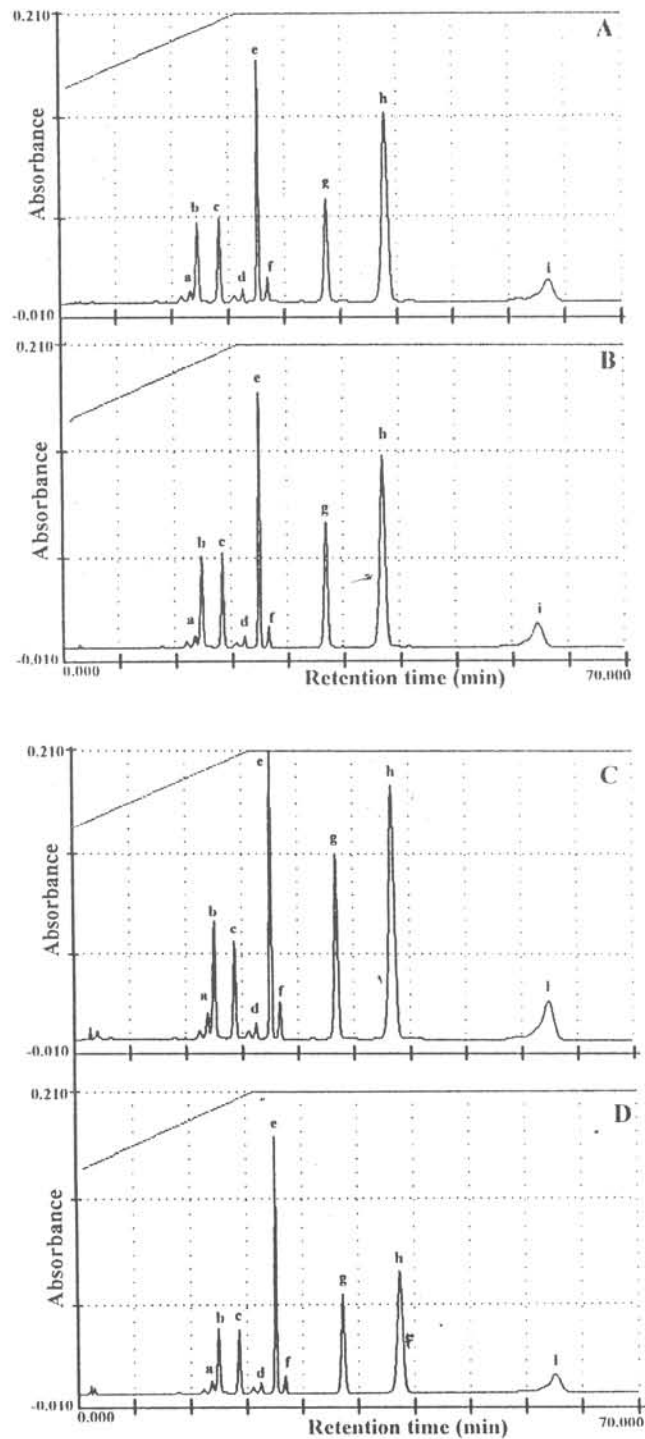 0.210
A
e
h
g
b c
a
d
f
i
Absorbance
-0.010
0.210
B
e
h
g
b c
a
d
f
i
Absorbance
-0.010
0.000
Retention time (min)
70.000
0.210
C
e
h
g
b
c
a
d
f
l
Absorbance
-0.010
0.210
D
e
h
g
b c
a
d
f
l
Absorbance
-0.010
0.000
Retention time (min)
70.000